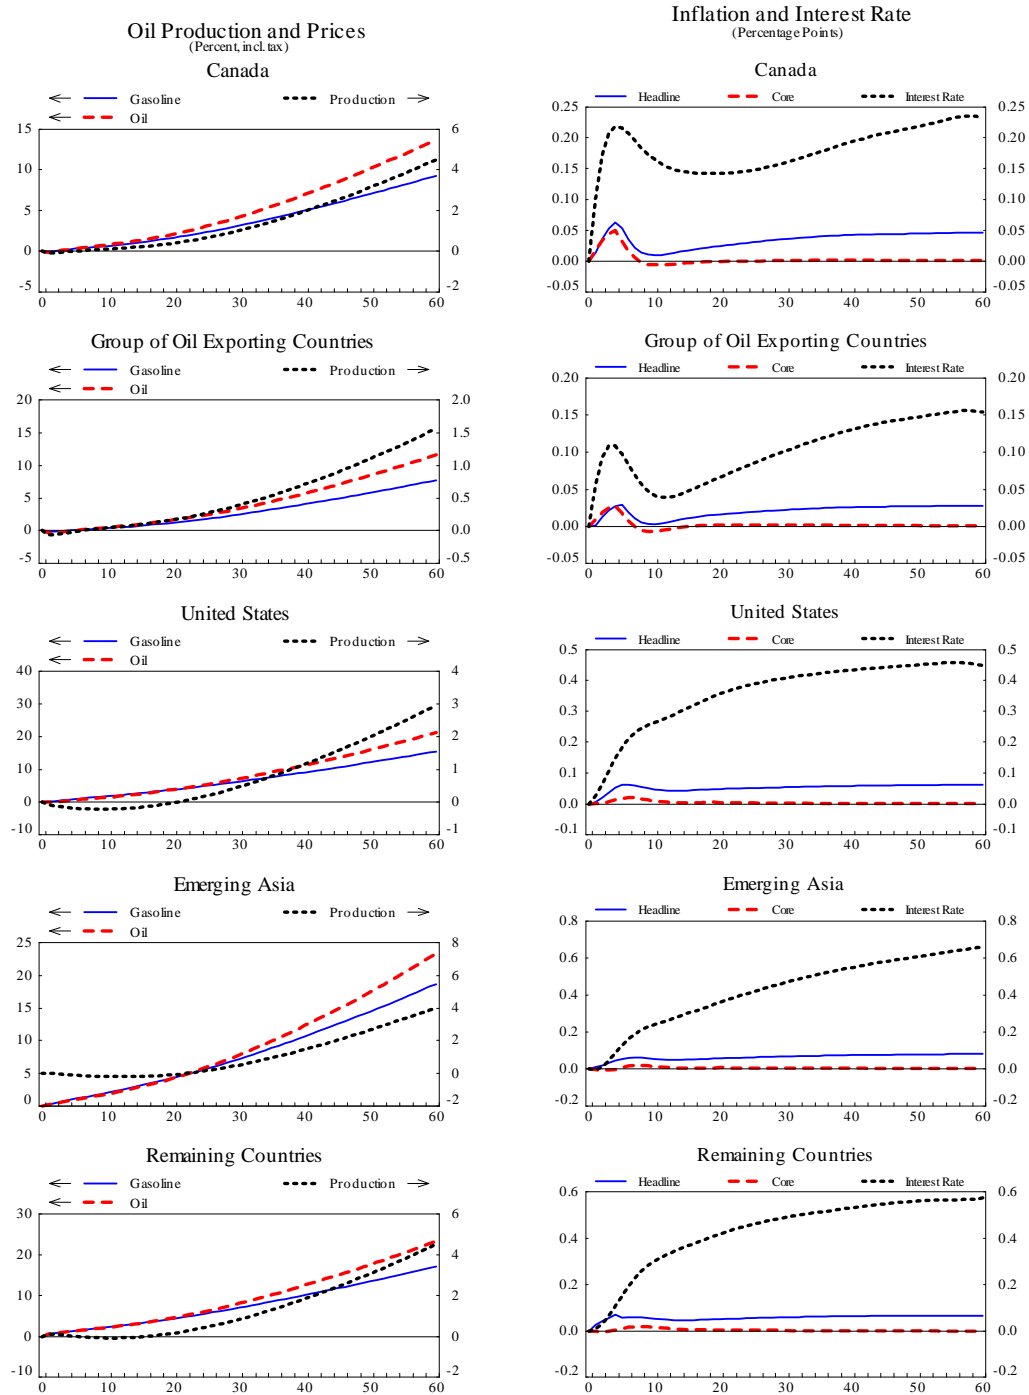 Oil Production and Prices
(Percent, incl. tax)
Canada
Gasoline Production
Oil
15 6
10 4
5 2
0 0
-5 -2
0 10 20 30 40 50 60
Group of Oil Exporting Countries
Gasoline Production
Oil
20 2.0
15 1.5
10 1.0
5 0.5
0 0.0
-5 -0.5
0 10 20 30 40 50 60
United States
Gasoline Production
Oil
40 4
30 3
20 2
10 1
0 0
-10 -1
0 10 20 30 40 50 60
Emerging Asia
Gasoline Production
Oil
25 8
20 6
15 4
10 2
5 0
0 -2
0 10 20 30 40 50 60
Remaining Countries
Gasoline Production
Oil
30 6
20 4
10 2
0 0
-10 -2
0 10 20 30 40 50 60
Inflation and Interest Rate
(Percentage Points)
Canada
Headline Core Interest Rate
0.25 0.25
0.20 0.20
0.15 0.15
0.10 0.10
0.05 0.05
0.00 0.00
-0.05 -0.05
0 10 20 30 40 50 60
Group of Oil Exporting Countries
Headline Core Interest Rate
0.20 0.20
0.15 0.15
0.10 0.10
0.05 0.05
0.00 0.00
-0.05 -0.05
0 10 20 30 40 50 60
United States
Headline Core Interest Rate
0.5 0.5
0.4 0.4
0.3 0.3
0.2 0.2
0.1 0.1
0.0 0.0
-0.1 -0.1
0 10 20 30 40 50 60
Emerging Asia
Headline Core Interest Rate
0.8 0.8
0.6 0.6
0.4 0.4
0.2 0.2
0.0 0.0
-0.2 -0.2
0 10 20 30 40 50 60
Remaining Countries
Headline Core Interest Rate
0.6 0.6
0.4 0.4
0.2 0.2
0.0 0.0
-0.2 -0.2
0 10 20 30 40 50 60